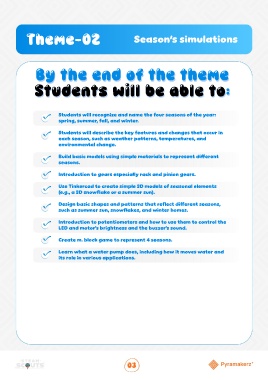 Theme-02
Season's simulations
By the end of the theme
Students will be able to:
Students will recognize and name the four seasons of the year:
spring, summer, fall, and winter.
Students will describe the key features and changes that occur in
each season, such as weather patterns, temperatures, and
environmental change.
Build basic models using simple materials to represent different
seasons.
Introduction to gears especially rash and pinion gears.
Use Tinkercad to create simple 3D models of seasonal elements
(e.g., a 3D snowflake or a summer sun).
Design basic shapes and patterns that reflect different seasons,
such as summer sun, snowflakes, and winter homes.
Introduction to potentiometers and how to use them to control the
LED and motor's brightness and the buzzer's sound.
Create m. block game to represent 4 seasons.
Learn what a water pump does, including how it moves water and
its role in various applications.
SCOUTS
03
Pyramakerz